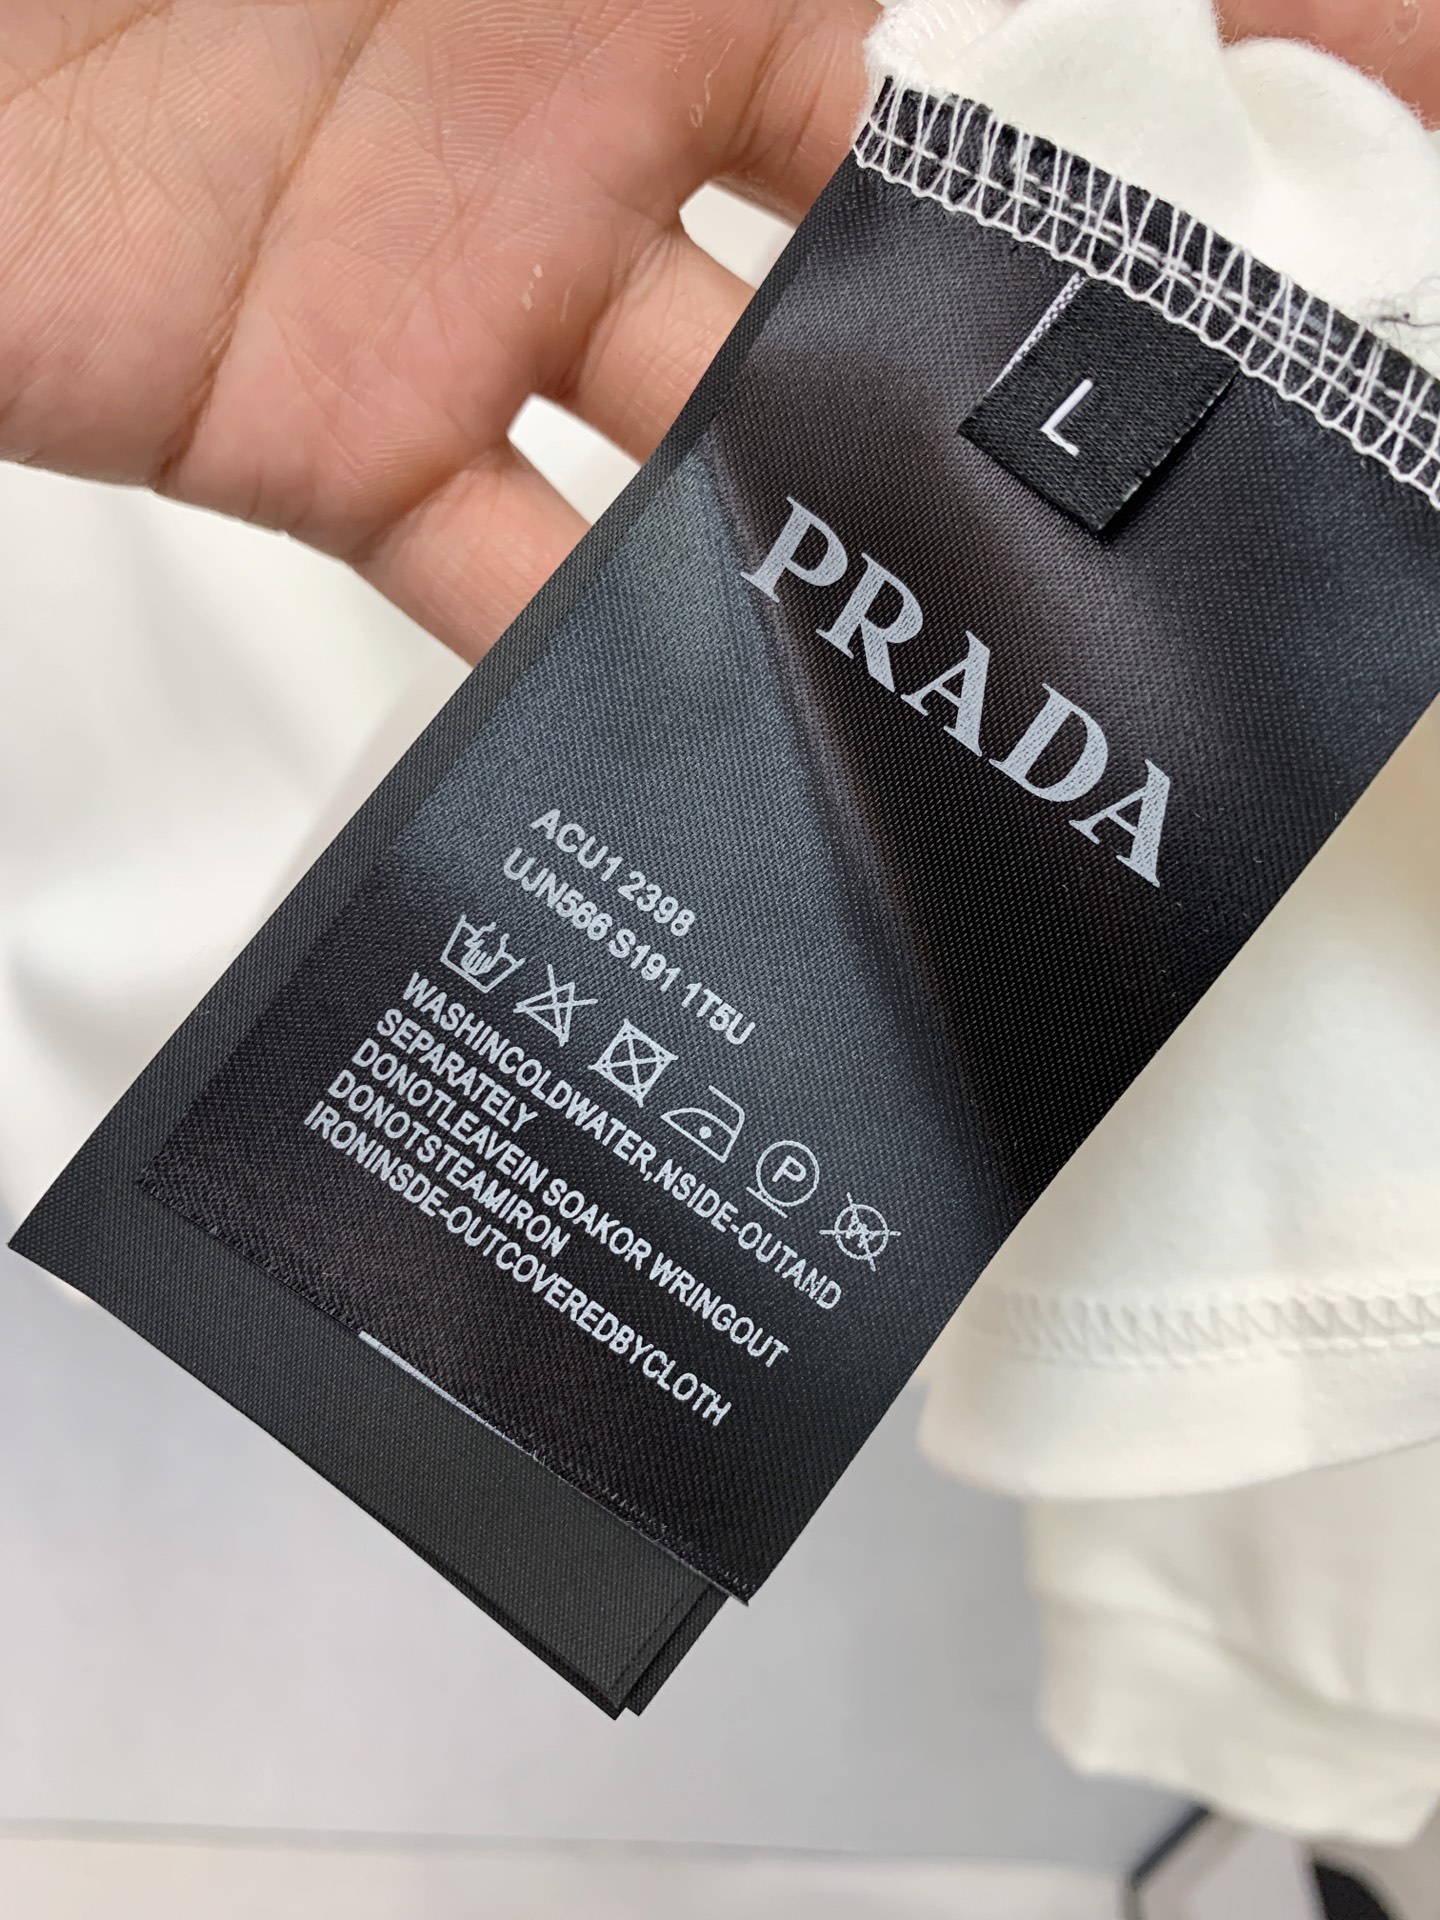 L
PRADA
ACU1 2398
UJN566 S191 1T5U
P
WASHINCOLDWATER,NSIDE-OUTAND
SEPARATELY
DONOTLEAVEIN SOAKOR WRINGOUT
DONOTSTEAMIRON
IRONINSDE-OUTCOVEREDBYCLOTH